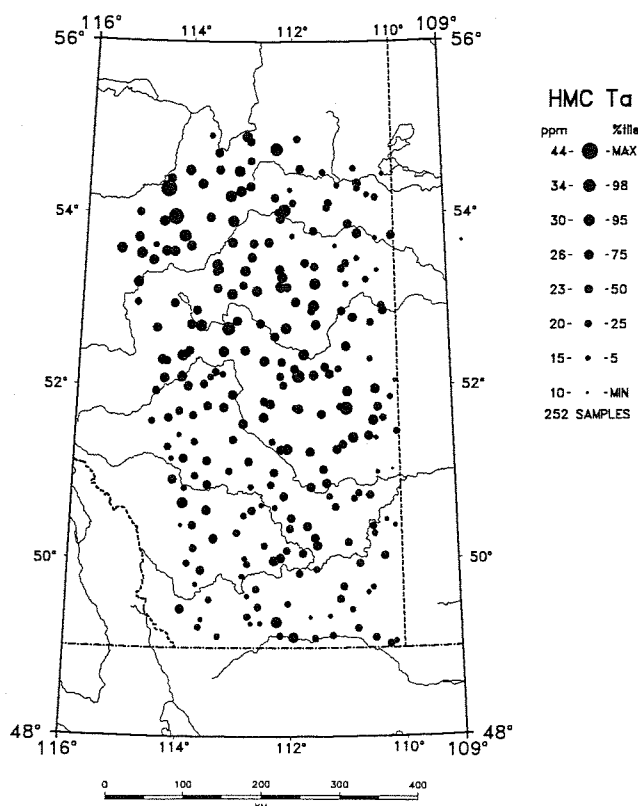 116° 114° 112° 110° 109°
56° 56°
HMC Ta
ppm %tile
44- -MAX
34- -98
30- -95
26- -75
23- -50
20- -25
15- -5
10- -MIN
252 SAMPLES
54° 54°
52° 52°
50° 50°
48° 48°
116° 114° 112° 110° 109°
0 100 200 300 400
KM